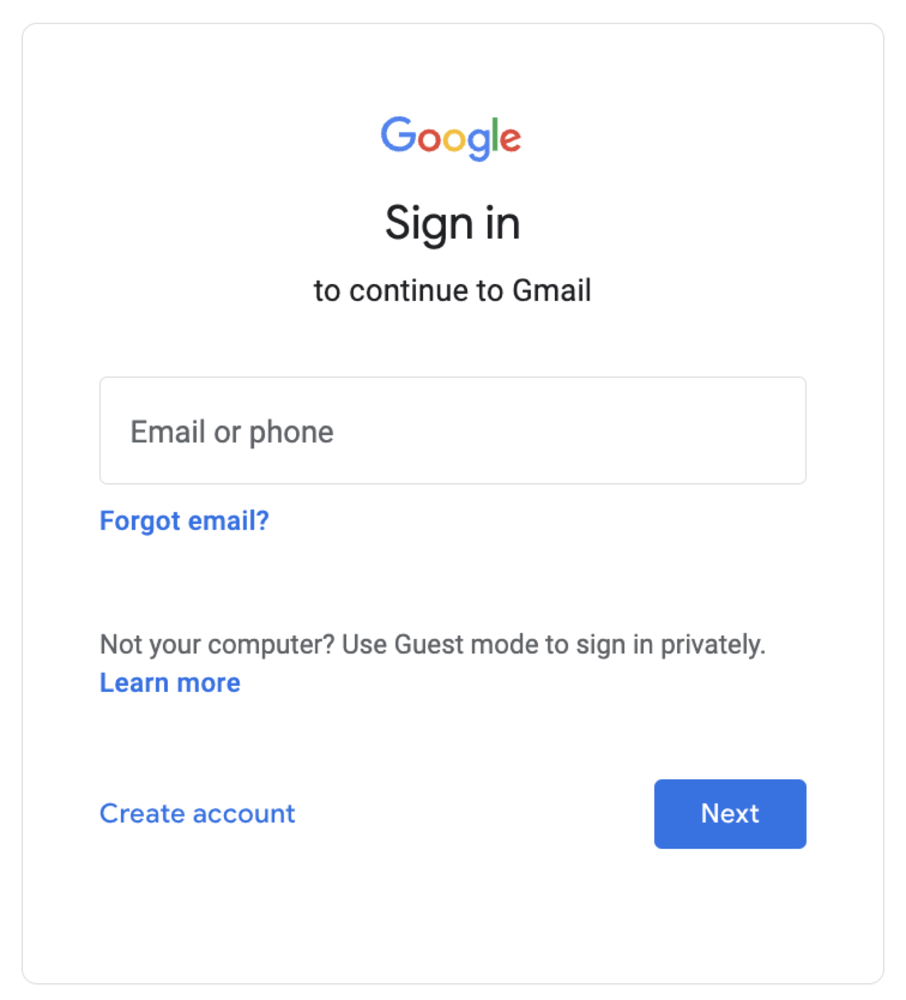 Google
Sign in
to continue to Gmail
Email or phone
Forgot email?
Not your computer? Use Guest mode to sign in privately.
Learn more
Create account
Next